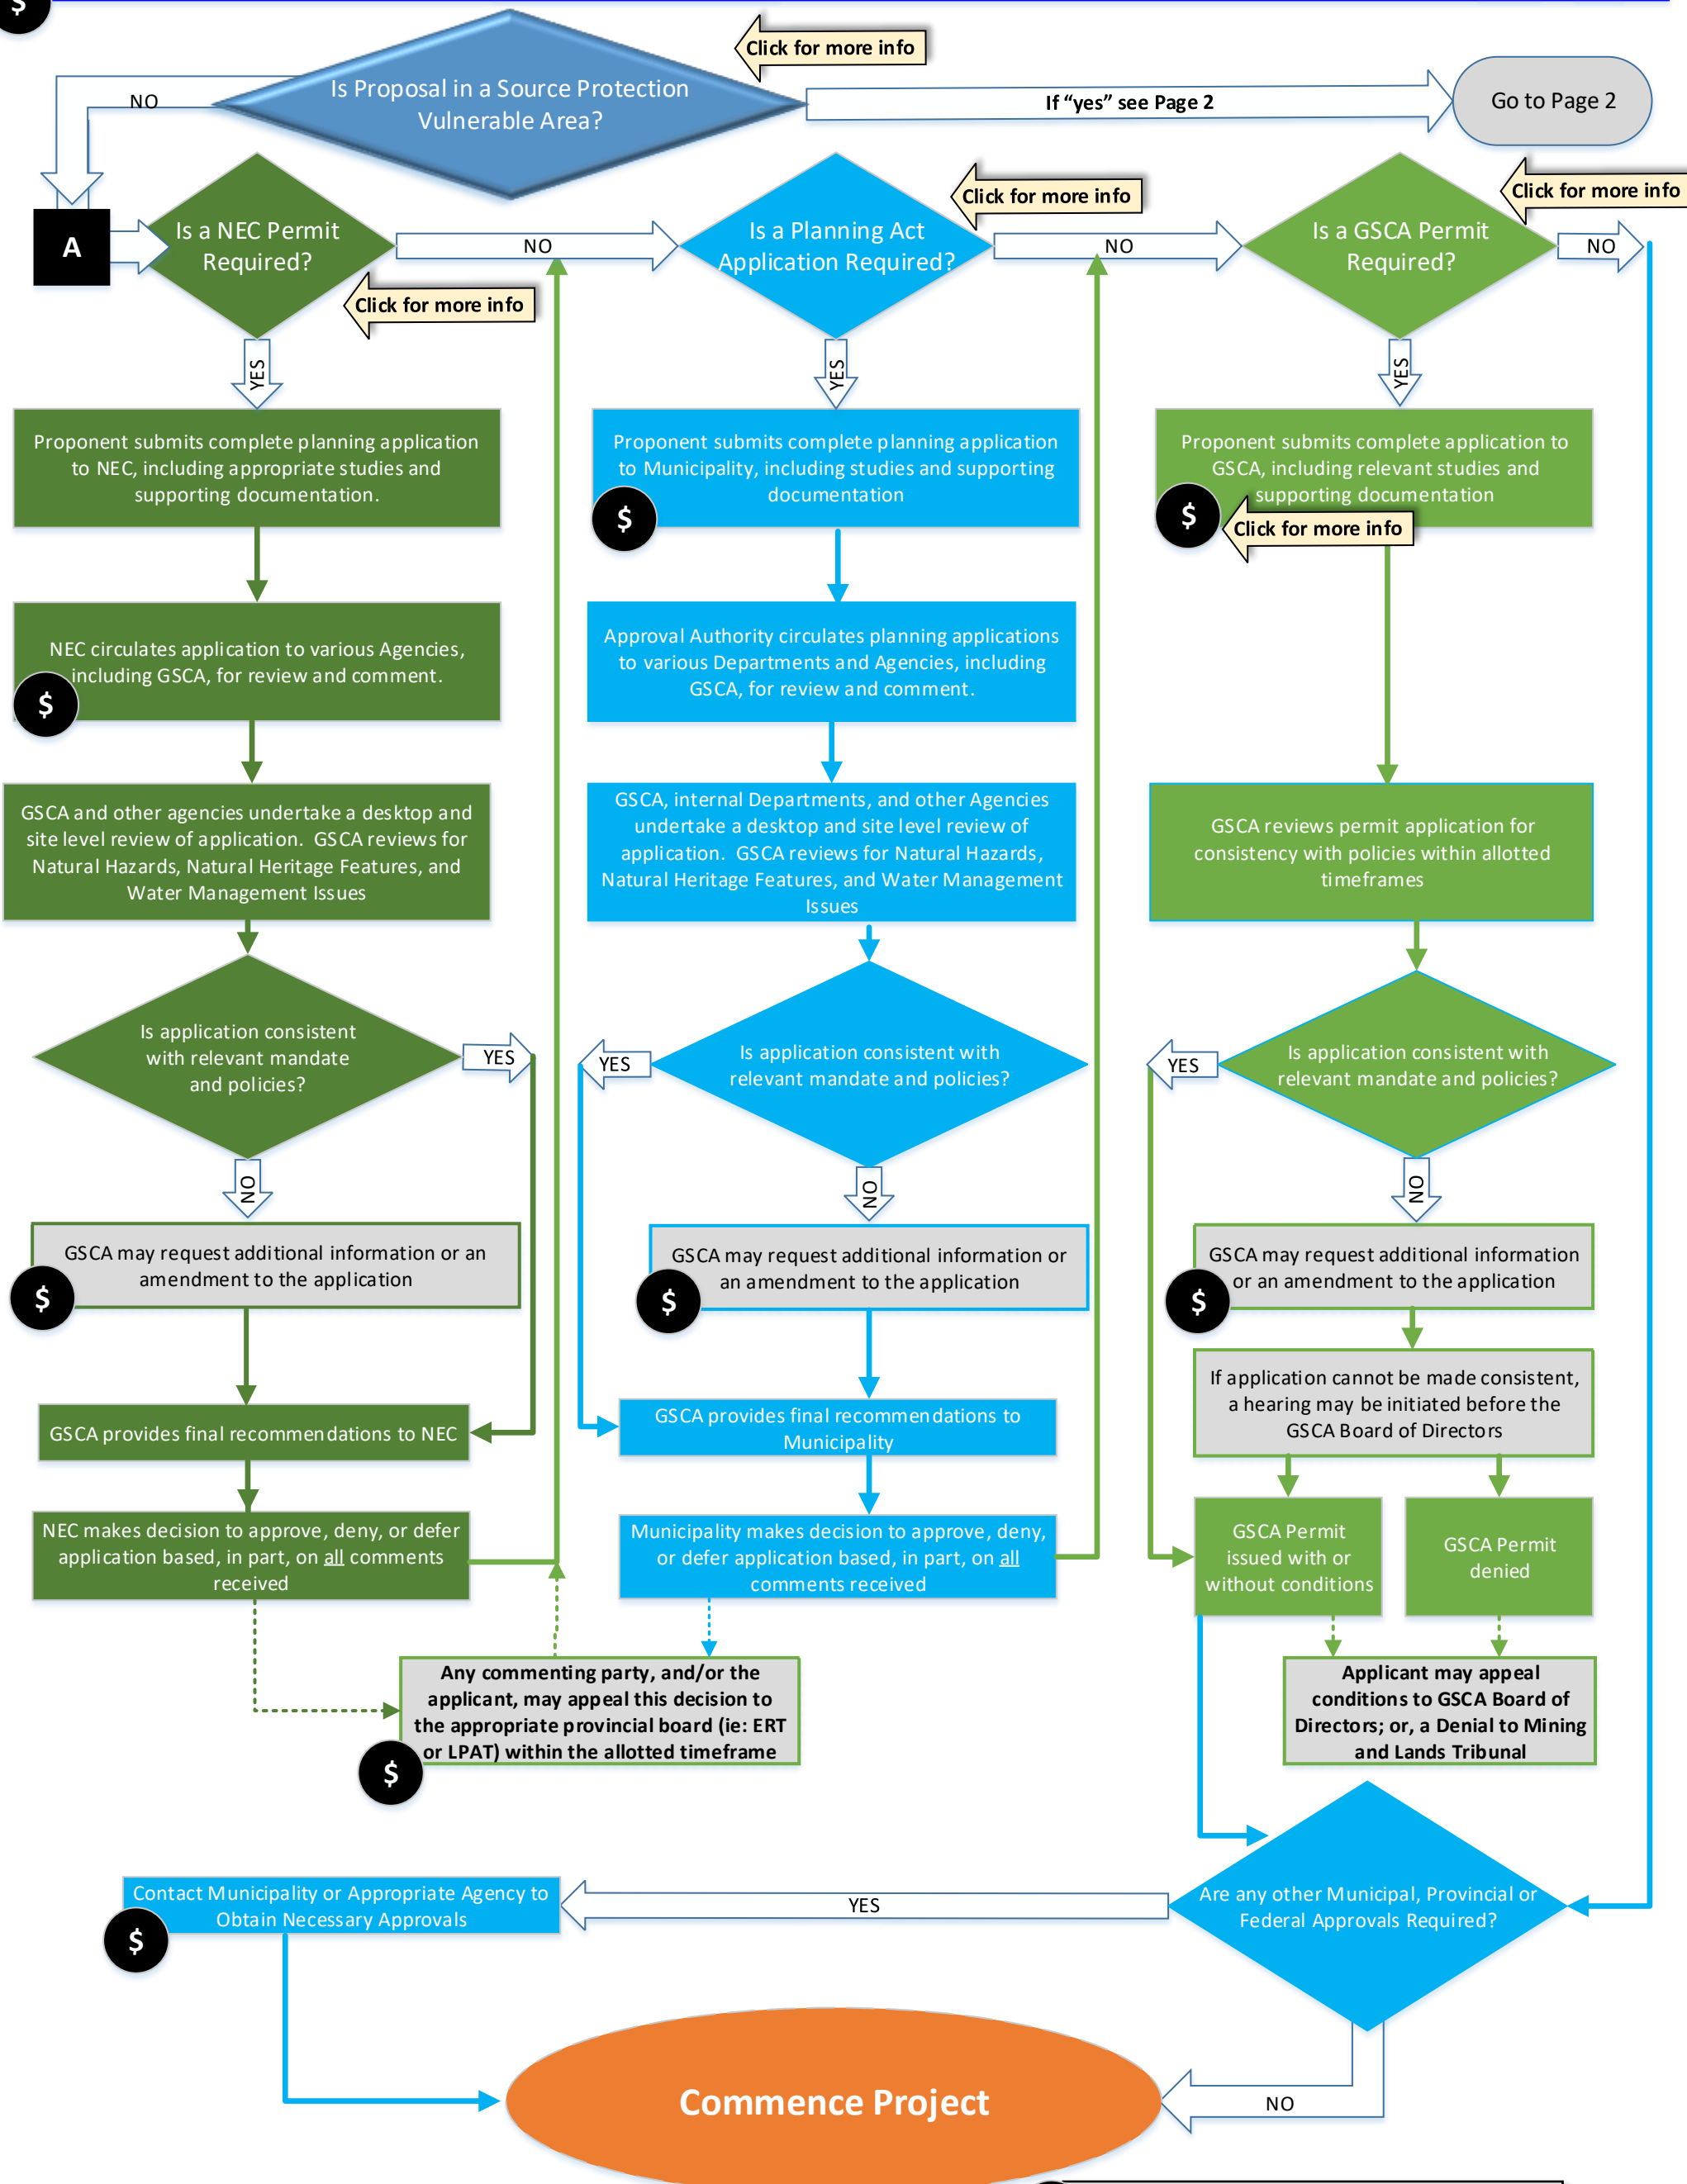 $
Click for more info
Is Proposal in a Source Protection
Vulnerable Area?
NO
If “yes” see Page 2
Go to Page 2
A
Is a NEC Permit
Required?
NO
Click for more info
Is a Planning Act
Application Required?
Click for more info
NO
Is a GSCA Permit
Required?
Click for more info
NO
YES
YES
YES
Proponent submits complete planning application
to NEC, including appropriate studies and
supporting documentation.
Proponent submits complete planning application
to Municipality, including studies and supporting
documentation
$
Proponent submits complete application to
GSCA, including relevant studies and
supporting documentation
$
Click for more info
NEC circulates application to various Agencies,
including GSCA, for review and comment.
$
Approval Authority circulates planning applications
to various Departments and Agencies, including
GSCA, for review and comment.
GSCA and other agencies undertake a desktop and
site level review of application.  GSCA reviews for
Natural Hazards, Natural Heritage Features, and
Water Management Issues
GSCA, internal Departments, and other Agencies
undertake a desktop and site level review of
application.  GSCA reviews for Natural Hazards,
Natural Heritage Features, and Water Management
Issues
GSCA reviews permit application for
consistency with policies within allotted
timeframes
Is application consistent
with relevant mandate
and policies?
YES
YES
Is application consistent with
relevant mandate and policies?
YES
Is application consistent with
relevant mandate and policies?
NO
NO
NO
GSCA may request additional information or an
amendment to the application
$
GSCA may request additional information or
an amendment to the application
$
GSCA may request additional information
or an amendment to the application
$
If application cannot be made consistent,
a hearing may be initiated before the
GSCA Board of Directors
GSCA provides final recommendations to NEC
GSCA provides final recommendations to
Municipality
NEC makes decision to approve, deny, or defer
application based, in part, on all comments
received
Municipality makes decision to approve, deny,
or defer application based, in part, on all
comments received
GSCA Permit
issued with or
without conditions
GSCA Permit
denied
Any commenting party, and/or the
applicant, may appeal this decision to
the appropriate provincial board (ie: ERT
or LPAT) within the allotted timeframe
$
Applicant may appeal
conditions to GSCA Board of
Directors; or, a Denial to Mining
and Lands Tribunal
Contact Municipality or Appropriate Agency to
Obtain Necessary Approvals
$
YES
Are any other Municipal, Provincial or
Federal Approvals Required?
Commence Project
NO